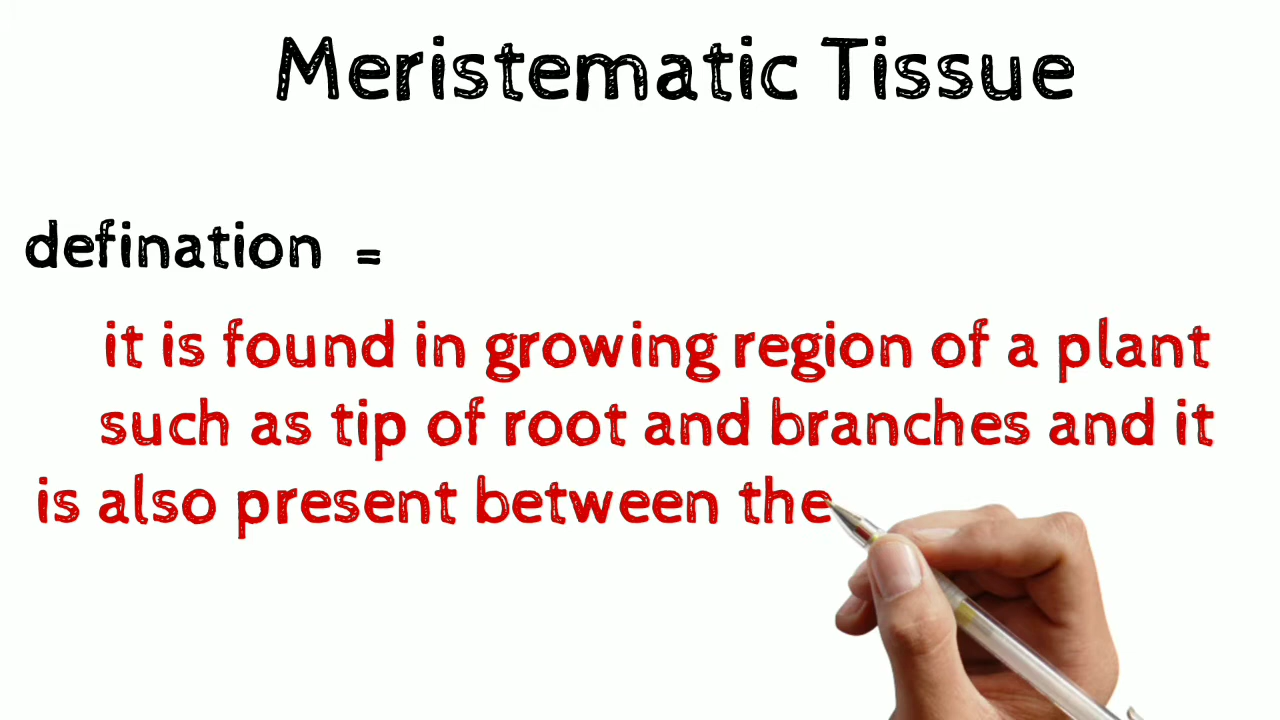 Meristematic Tissue
defination =
it is found in growing region of a plant
such as tip of root and branches and it
is also present between the